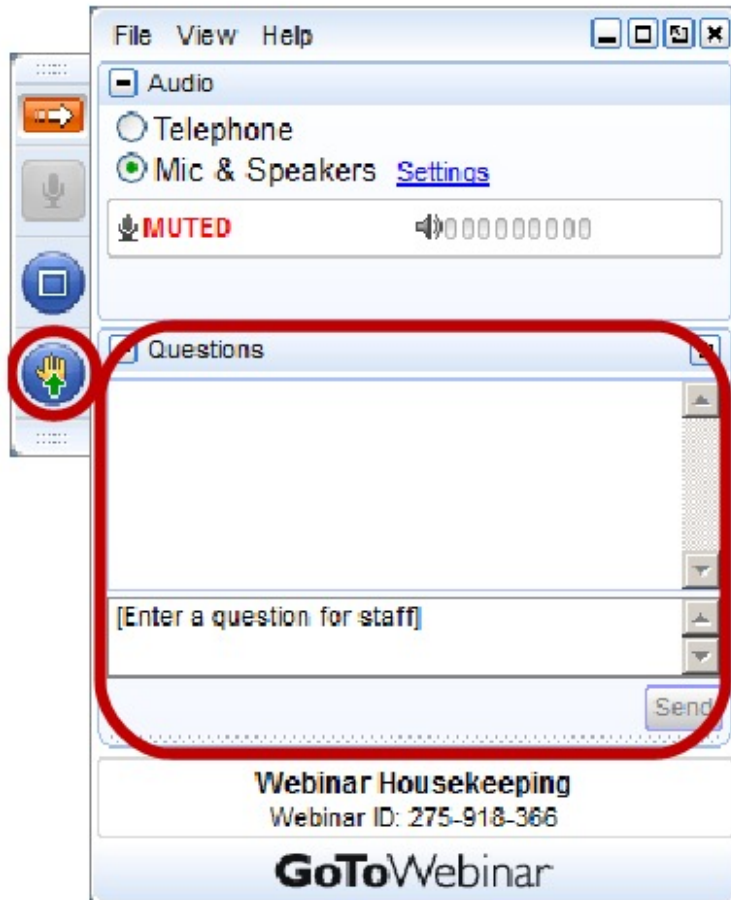 File View Help
Audio
Telephone
Mic & Speakers Settings
MUTED
Questions
[Enter a question for staff]
Send
Webinar Housekeeping
Webinar ID: 275-918-366
GoToWebinar